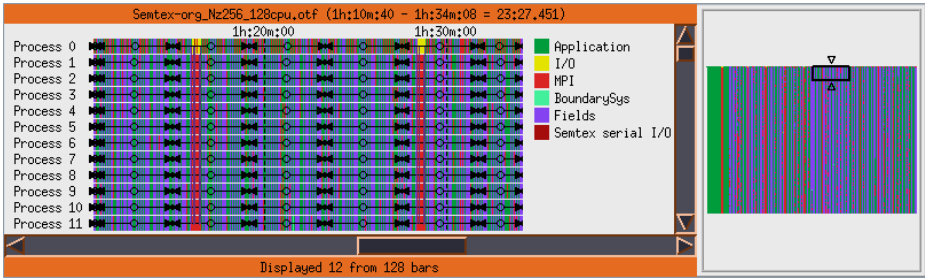 Semtex-org_Nz256_128cpu.otf (1h:10m:40 - 1h:34m:08 = 23:27.451)
1h:20m:00 1h:30m:00
Process 0
Process 1
Process 2
Process 3
Process 4
Process 5
Process 6
Process 7
Process 8
Process 9
Process 10
Process 11
Application
I/O
MPI
BoundarySys
Fields
Semtex serial I/O
Displayed 12 from 128 bars